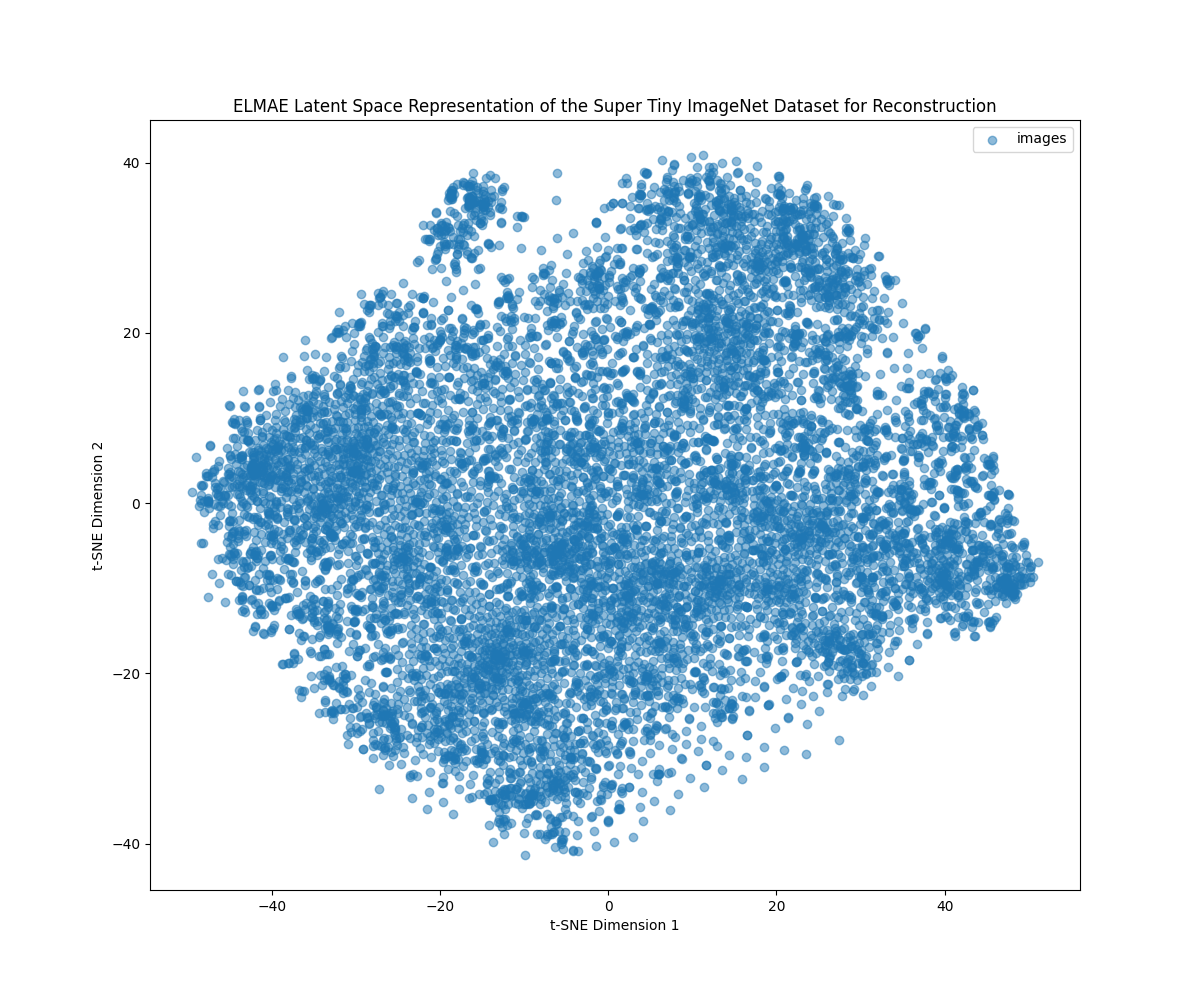 ELMAE Latent Space Representation of the Super Tiny ImageNet Dataset for Reconstruction
images
40
20
0
−20
−40
t-SNE Dimension 2
−40
−20
0
20
40
t-SNE Dimension 1